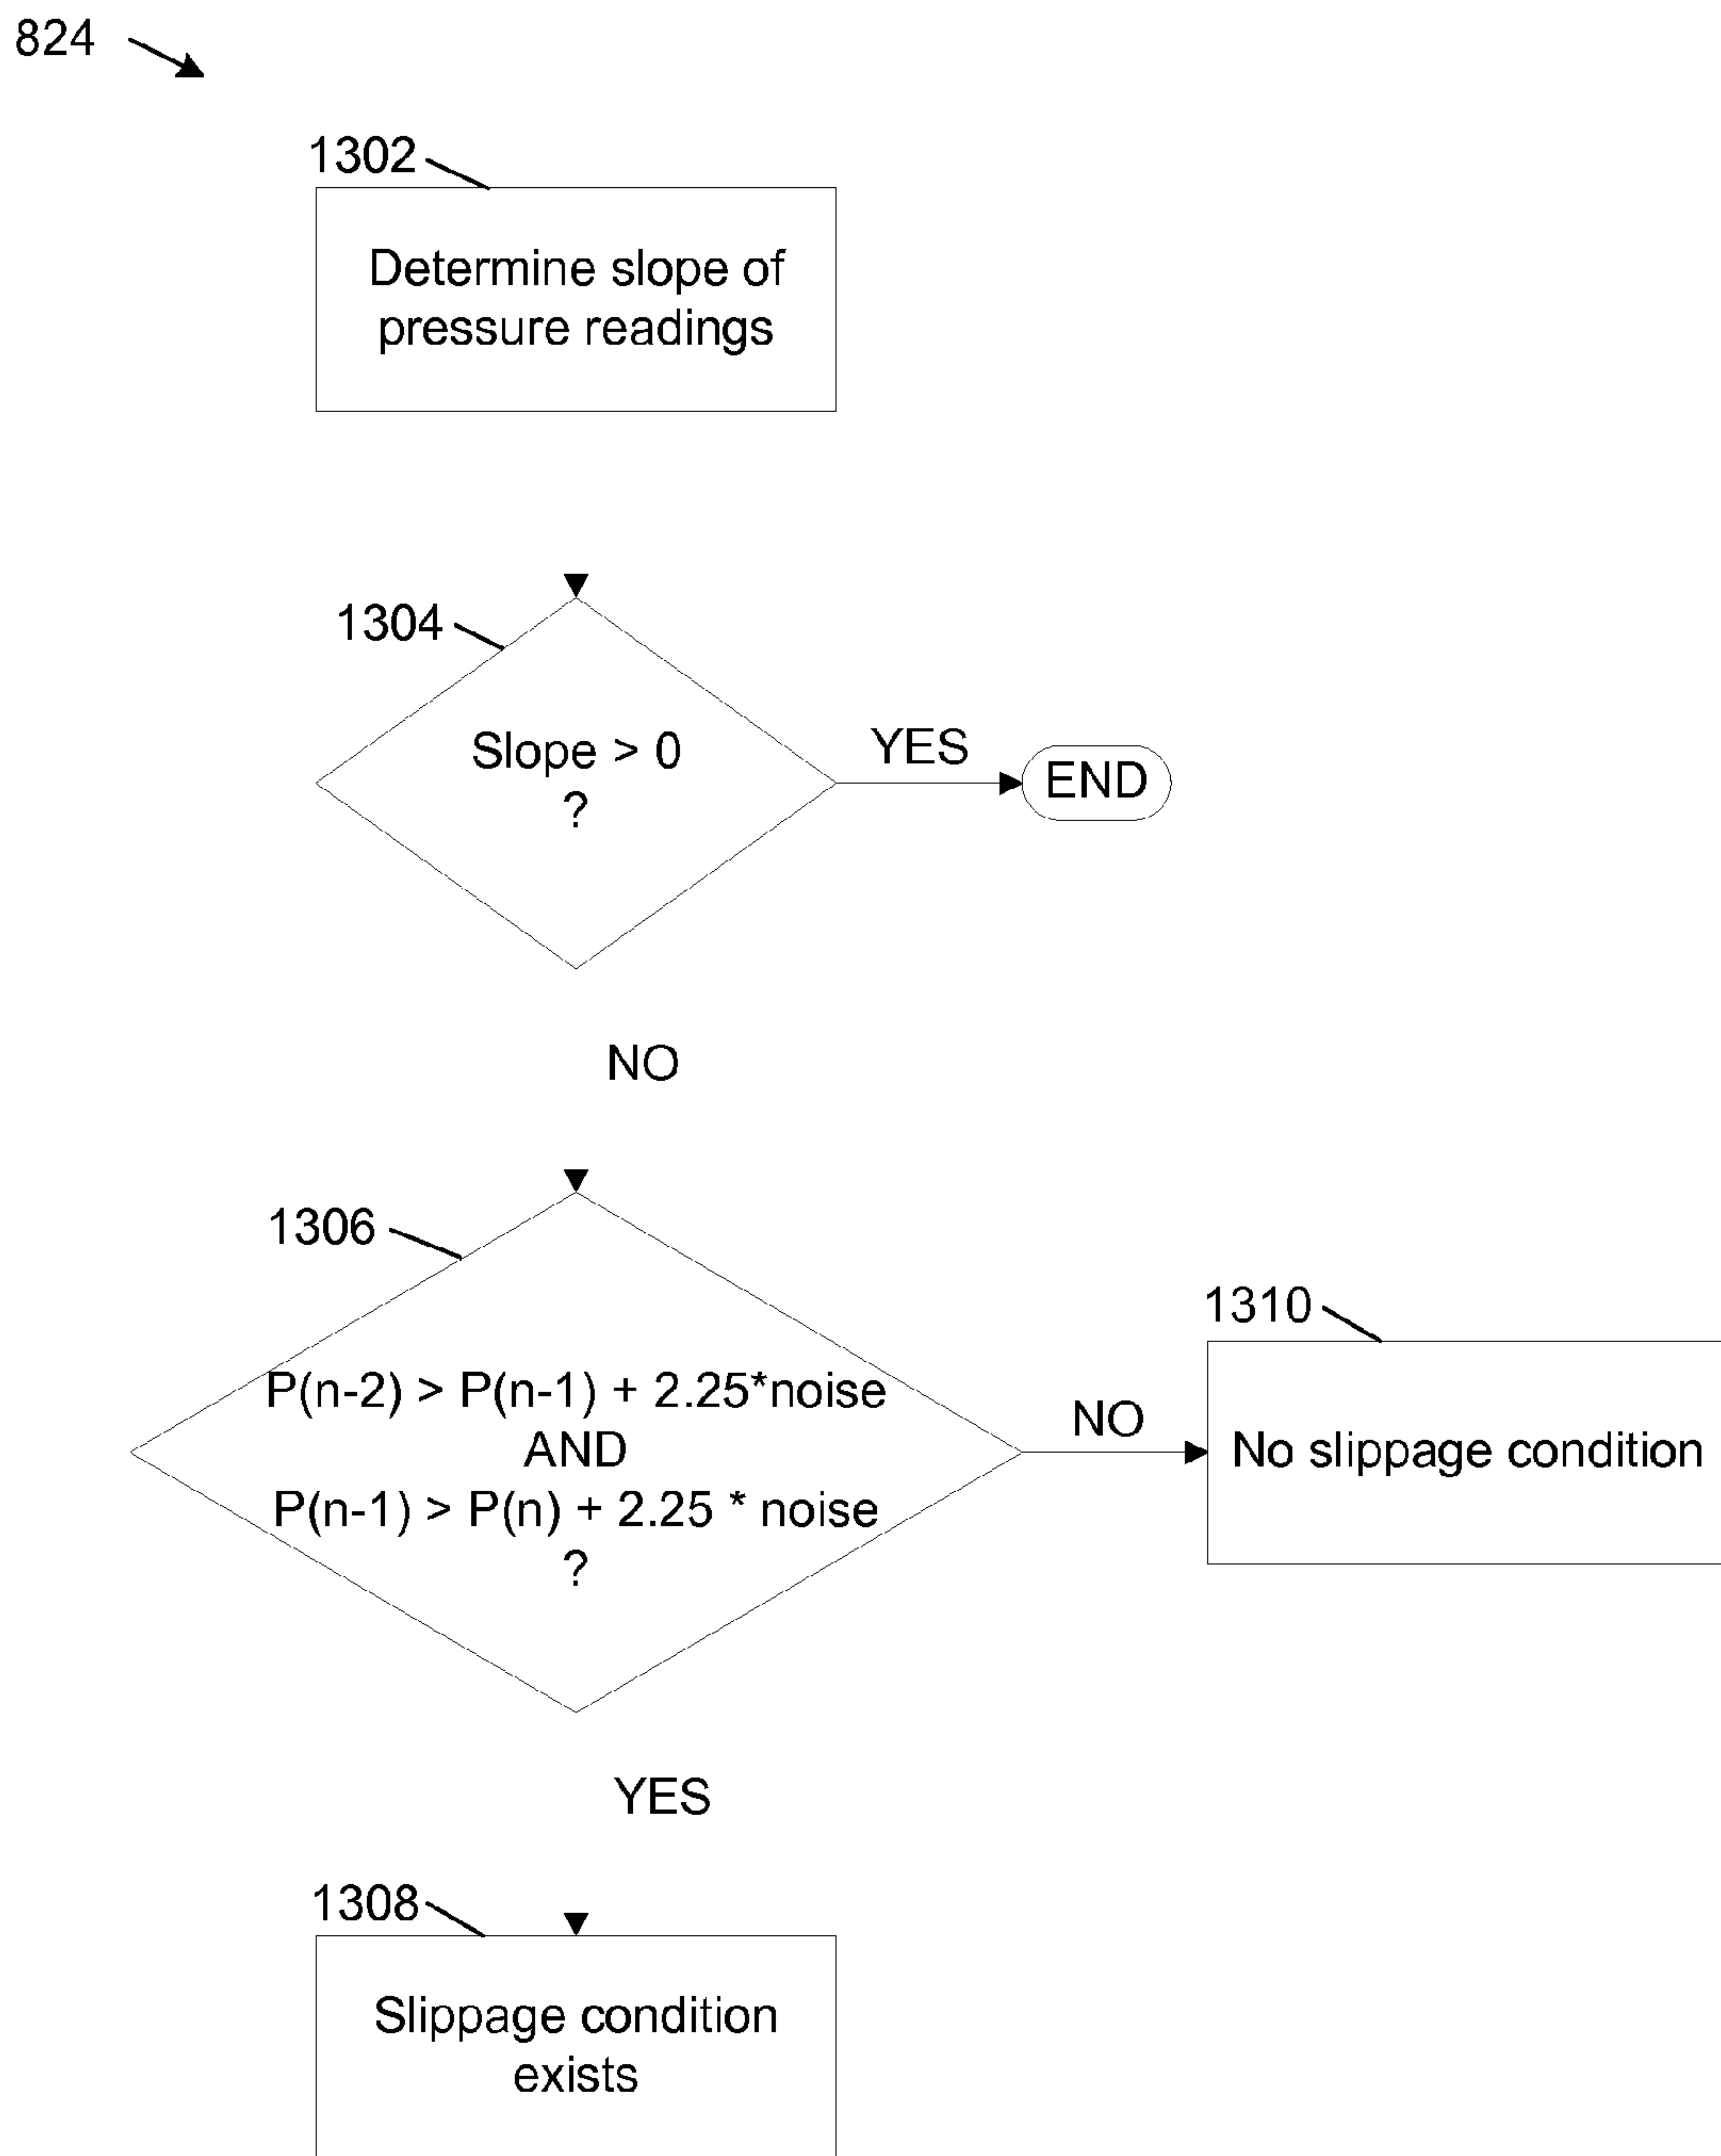 824
1302
Determine slope of
pressure readings
1304
Slope > 0
?
YES
END
NO
1306
P(n-2) > P(n-1) + 2.25*noise
AND
P(n-1) > P(n) + 2.25 * noise
?
NO
1310
No slippage condition
YES
1308
Slippage condition
exists